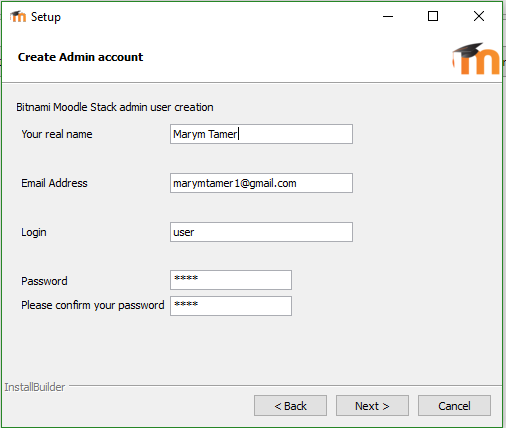 Setup
Create Admin account
Bitnami Moodle Stack admin user creation
Your real name Marym Tamer
Email Address marymtamer1@gmail.com
Login user
Password ****
Please confirm your password ****
InstallBuilder
< Back Next > Cancel